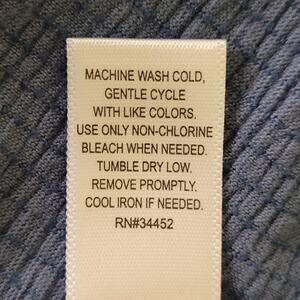 MACHINE WASH COLD,
GENTLE CYCLE
WITH LIKE COLORS.
USE ONLY NON-CHLORINE
BLEACH WHEN NEEDED.
TUMBLE DRY LOW.
REMOVE PROMPTLY.
COOL IRON IF NEEDED.
RN#34452